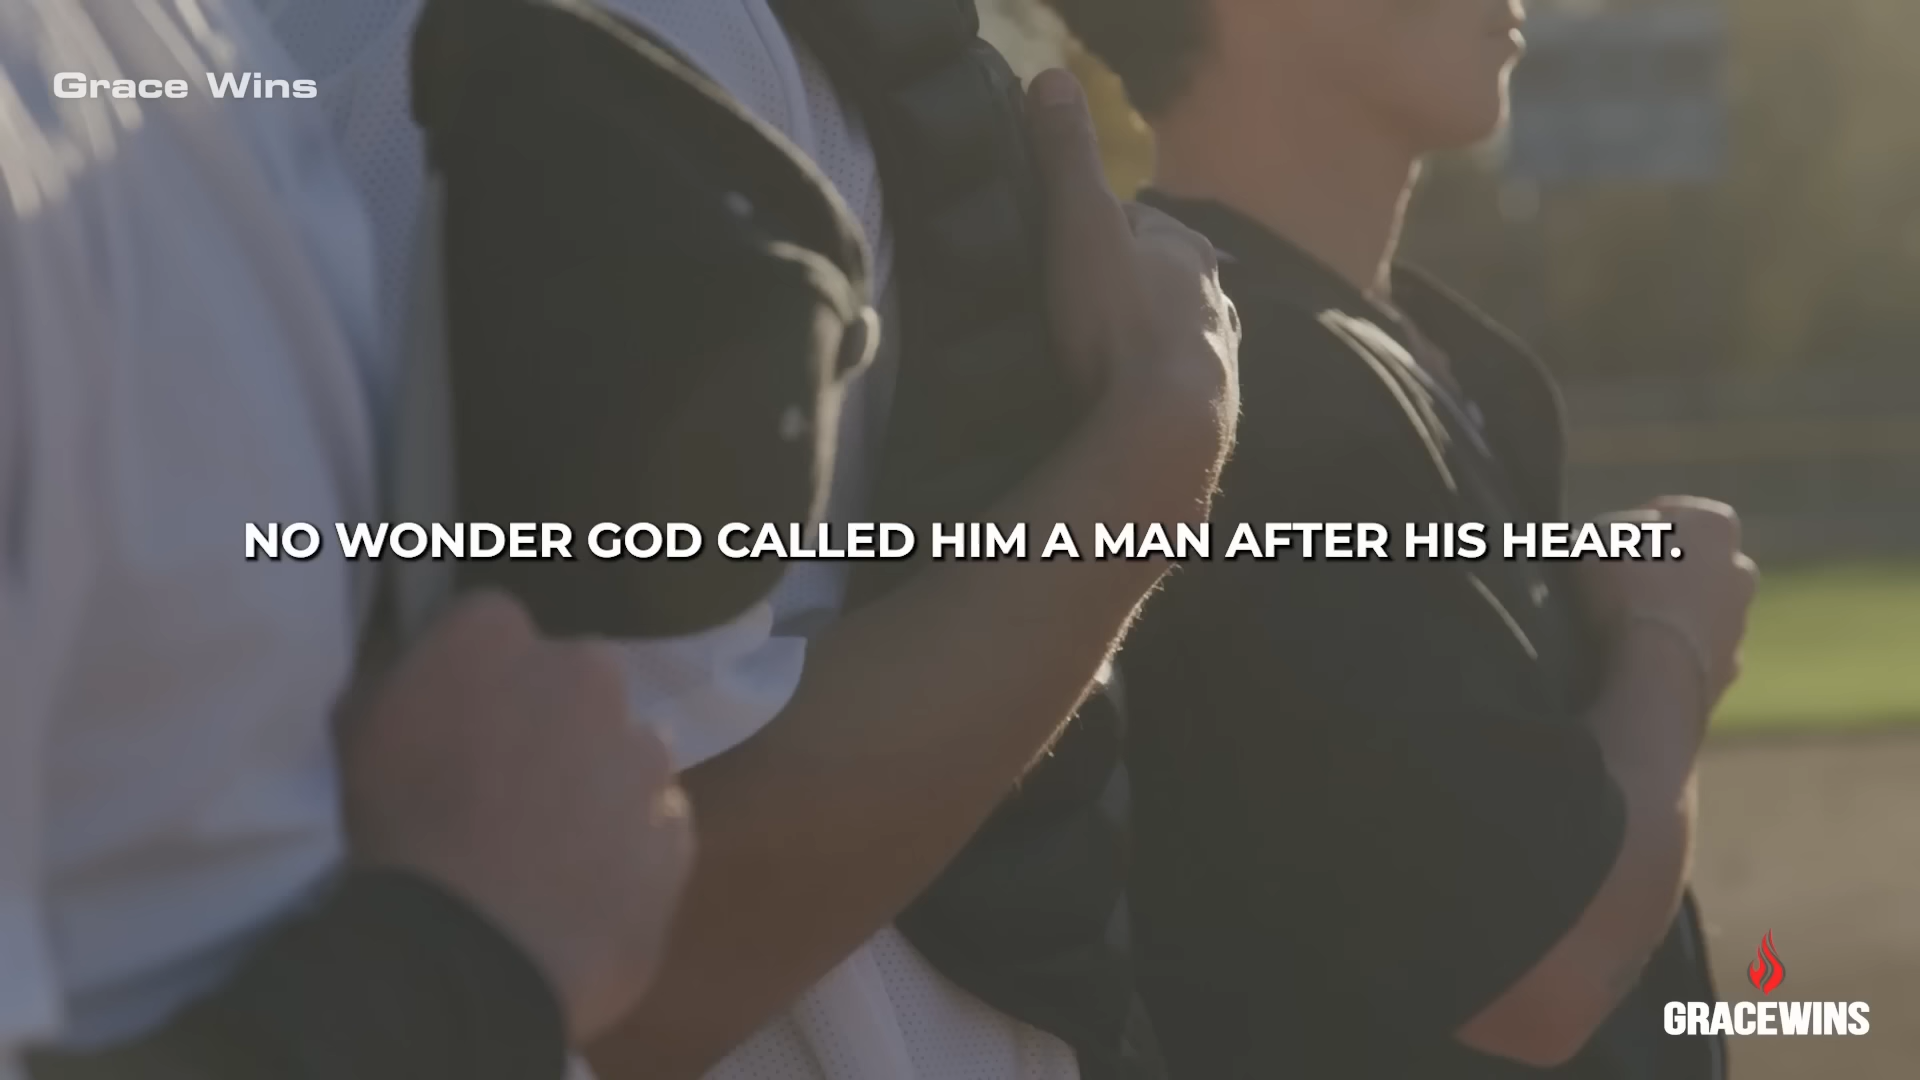 Grace Wins
NO WONDER GOD CALLED HIM A MAN AFTER HIS HEART.
GRACEWINS